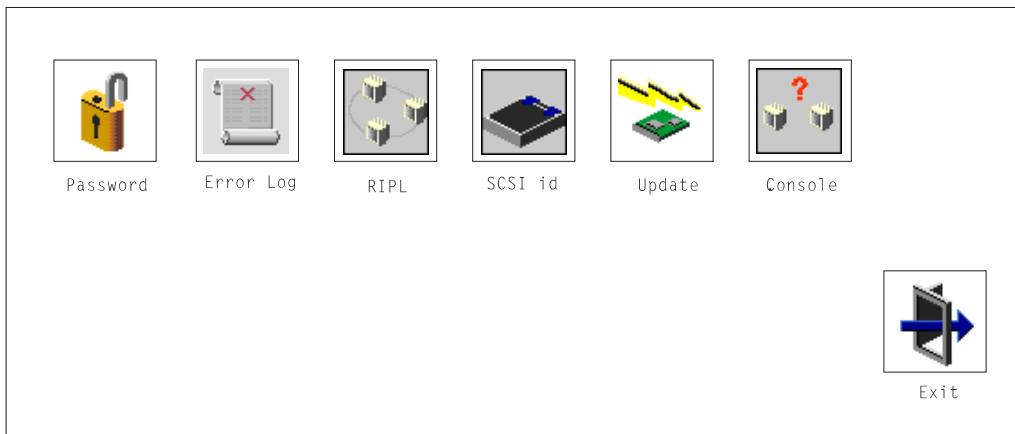 Password
Error Log
RIPL
SCSI id
Update
Console
?
Exit